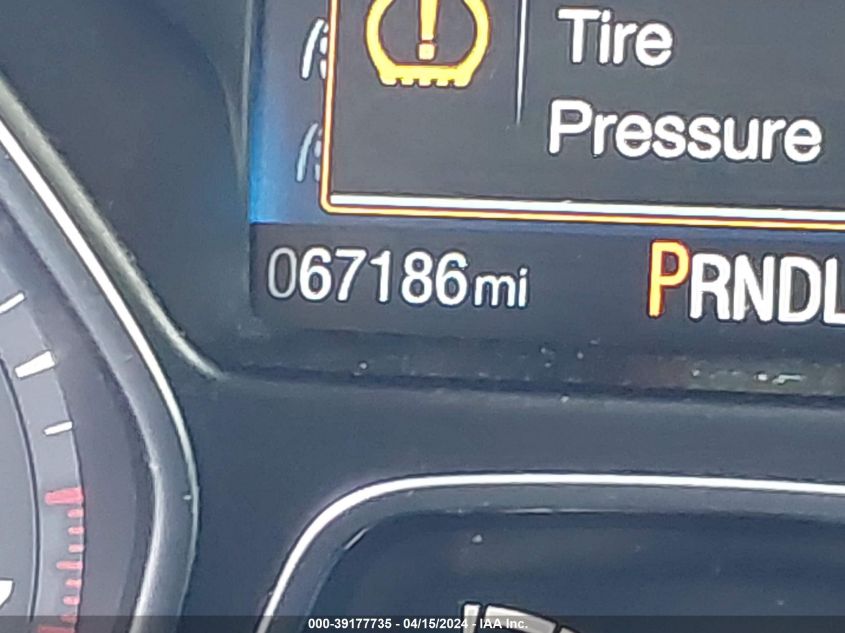 Tire
Pressure
067186mi
PRNDL
000-39177735 - 04/15/2024 - IAA Inc.